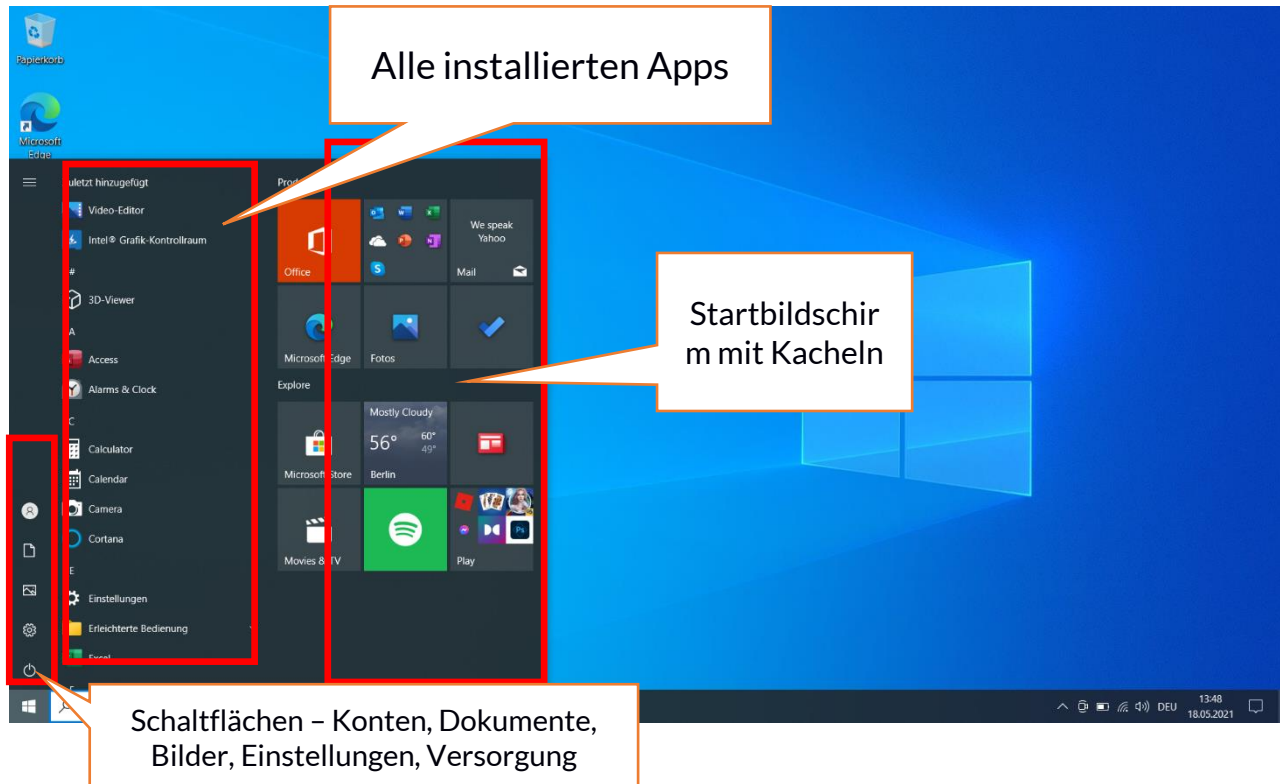 Papierkorb
Alle installierten Apps
Microsoft
Edge
uletzt hinzugefügt
Prod
Video-Editor
Intel® Grafik-Kontrollraum
We speak
Yahoo
Office
Mail
#
3D-Viewer
Startbildschir
m mit Kacheln
A
Access
Microsoft Edge
Fotos
Alarms & Clock
Explore
C
Mostly Cloudy
Calculator
56°
60°
49°
Microsoft Store
Berlin
Calendar
Camera
Cortana
Ps
Movies & TV
Play
E
Einstellungen
Erleichterte Bedienung
Excel
Schaltflächen – Konten, Dokumente,
Bilder, Einstellungen, Versorgung
DEU
13:48
18.05.2021